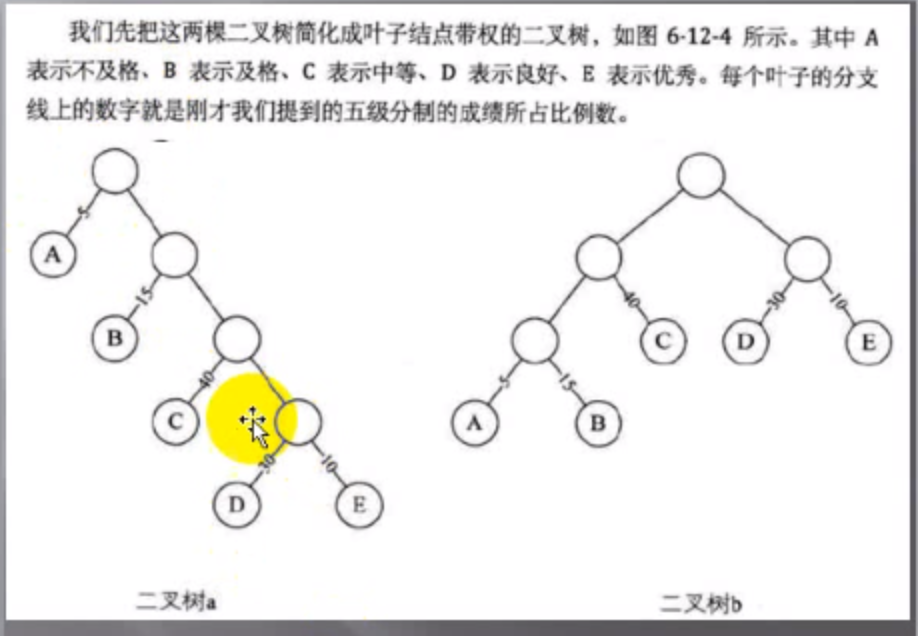 我们先把这两棵二叉树简化成叶子结点带权的二叉树，如图 6-12-4 所示。其中 A
表示不及格、B 表示及格、C 表示中等、D 表示良好、E 表示优秀。每个叶子的分支
线上的数字就是刚才我们提到的五级分制的成绩所占比例数。
5
A
15
B
40
C
30
10
D
E
40
30
10
C
D
E
5
15
A
B
二叉树a
二叉树b